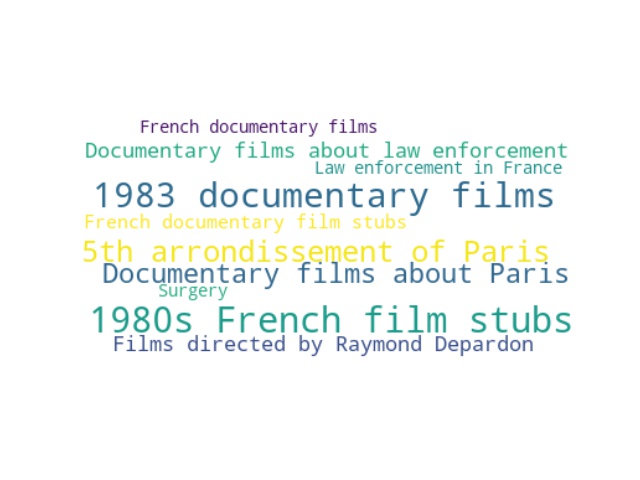 French documentary films
Documentary films about law enforcement
Law enforcement in France
1983 documentary films
French documentary film stubs
5th arrondissement of Paris
Documentary films about Paris
Surgery
1980s French film stubs
Films directed by Raymond Depardon